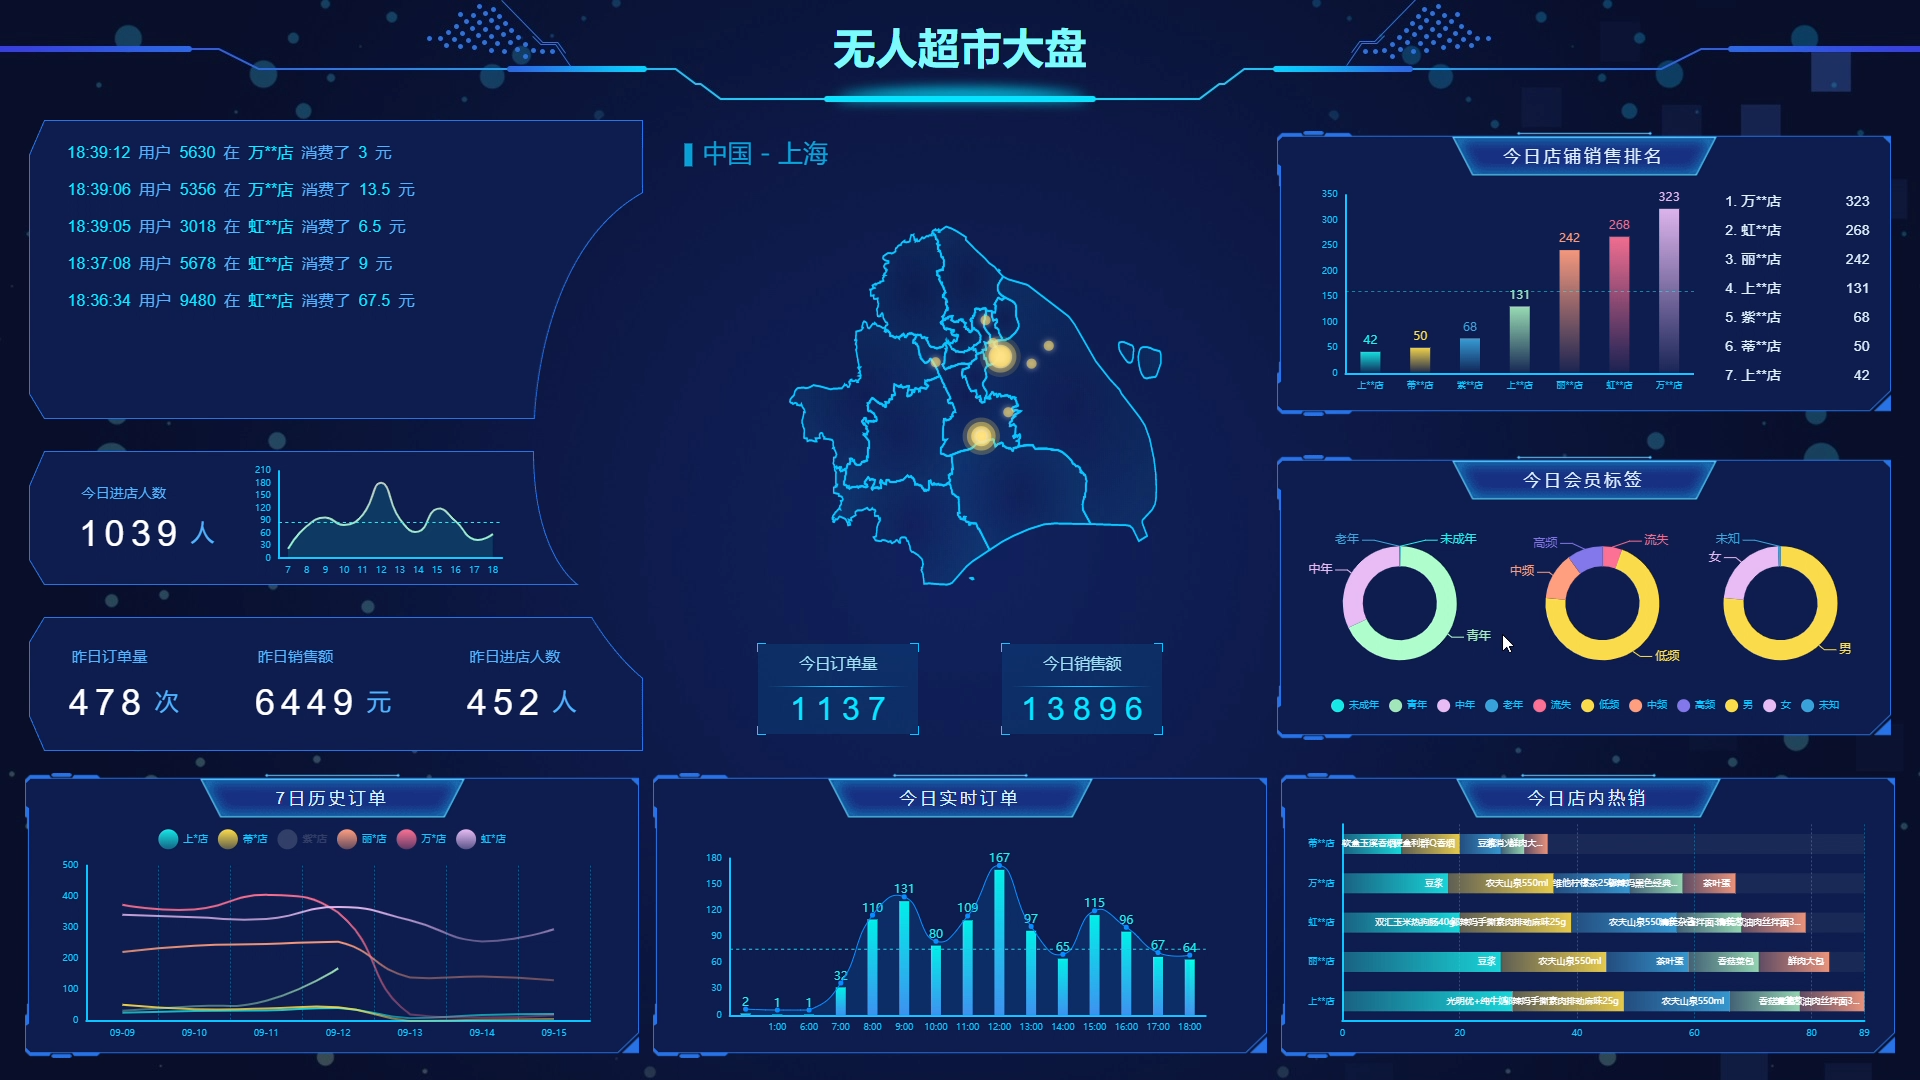 无人超市大盘
18:39:12 用户 5630 在 万**店 消费了 3 元
18:39:06 用户 5356 在 万**店 消费了 13.5 元
18:39:05 用户 3018 在 虹**店 消费了 6.5 元
18:37:08 用户 5678 在 虹**店 消费了 9 元
18:36:34 用户 9480 在 虹**店 消费了 67.5 元
今日进店人数
1039 人
210
180
150
120
90
60
30
0
7 8 9 10 11 12 13 14 15 16 17 18
昨日订单量 昨日销售额 昨日进店人数
478 次 6449 元 452 人
中国 - 上海
今日订单量 今日销售额
1137 13896
今日店铺销售排名
350
300
250
200
150
100
50
0
42 50 68 131 242 268 323
上**店 蒂**店 紫**店 上**店 丽**店 虹**店 万**店
1. 万**店 323
2. 虹**店 268
3. 丽**店 242
4. 上**店 131
5. 紫**店 68
6. 蒂**店 50
7. 上**店 42
今日会员标签
老年 未成年 高频 流失 未知
中年 中频 女
青年 低频 男
未成年 青年 中年 老年 流失 低频 中频 高频 男 女 未知
7日历史订单
上*店 蒂*店 紫*店 丽*店 万*店 虹*店
500
400
300
200
100
0
09-09 09-10 09-11 09-12 09-13 09-14 09-15
今日实时订单
180
150
120
90
60
30
0
2 1 1 32 110 131 80 109 167 97 65 115 96 67 64
1:00 6:00 7:00 8:00 9:00 10:00 11:00 12:00 13:00 14:00 15:00 16:00 17:00 18:00
今日店内热销
蒂**店
万**店 豆浆 农夫山泉550ml 茶叶蛋
虹**店
丽**店 豆浆 农夫山泉550ml 茶叶蛋 香菇菜包 鲜肉大包
上**店 农夫山泉550ml
0 20 40 60 80 89